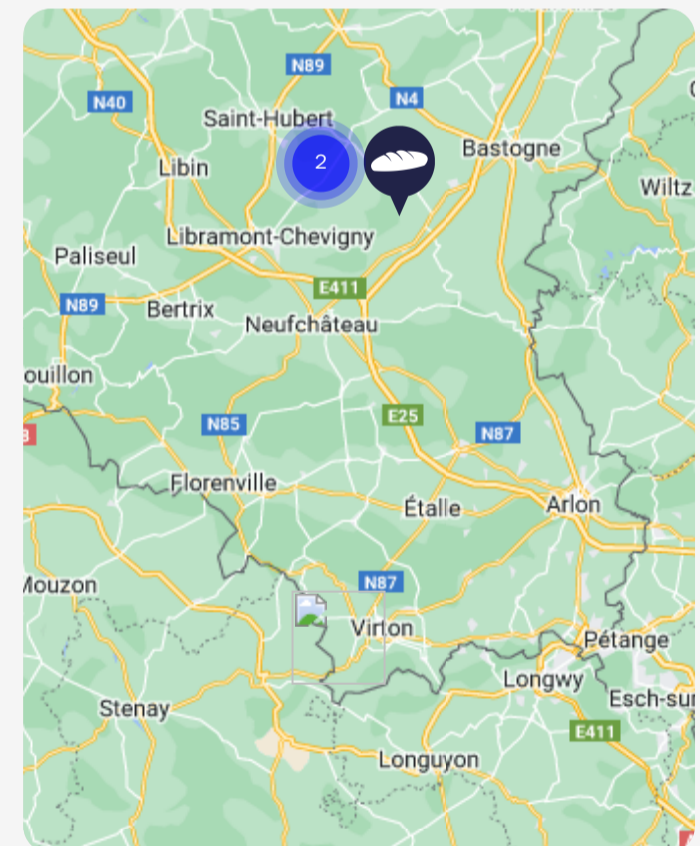 N89
N40
N4
Saint-Hubert
Bastogne
2
Libin
Wiltz
Libramont-Chevigny
Paliseul
E411
N89
Bertrix
Neufchâteau
ouillon
E25
N85
N87
Florenville
Étalle
Arlon
Mouzon
N87
Virton
Pétange
Longwy
Esch-sur
Stenay
E411
Longuyon